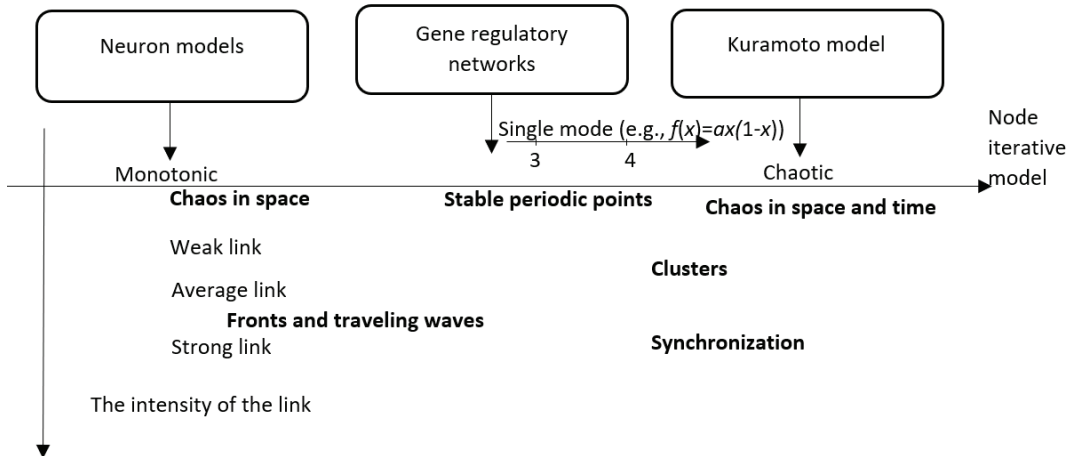 Neuron models
Gene regulatory
networks
Kuramoto model
Single mode (e.g., f(x)=ax(1-x))
3
4
Node
iterative
model
Monotonic
Chaotic
Chaos in space
Stable periodic points
Chaos in space and time
Weak link
Clusters
Average link
Fronts and traveling waves
Strong link
Synchronization
The intensity of the link